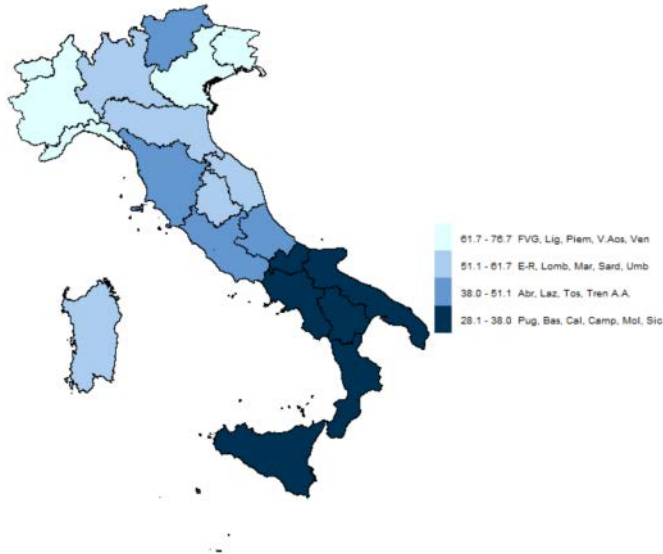 61.7 - 76.7 FVG, Lig, Piem, V.Aos, Ven
51.1 - 61.7 E-R, Lomb, Mar, Sard, Umb
38.0 - 51.1 Abr, Laz, Tos, Tren A.A.
28.1 - 38.0 Pug, Bas, Cal, Camp, Mol, Sic